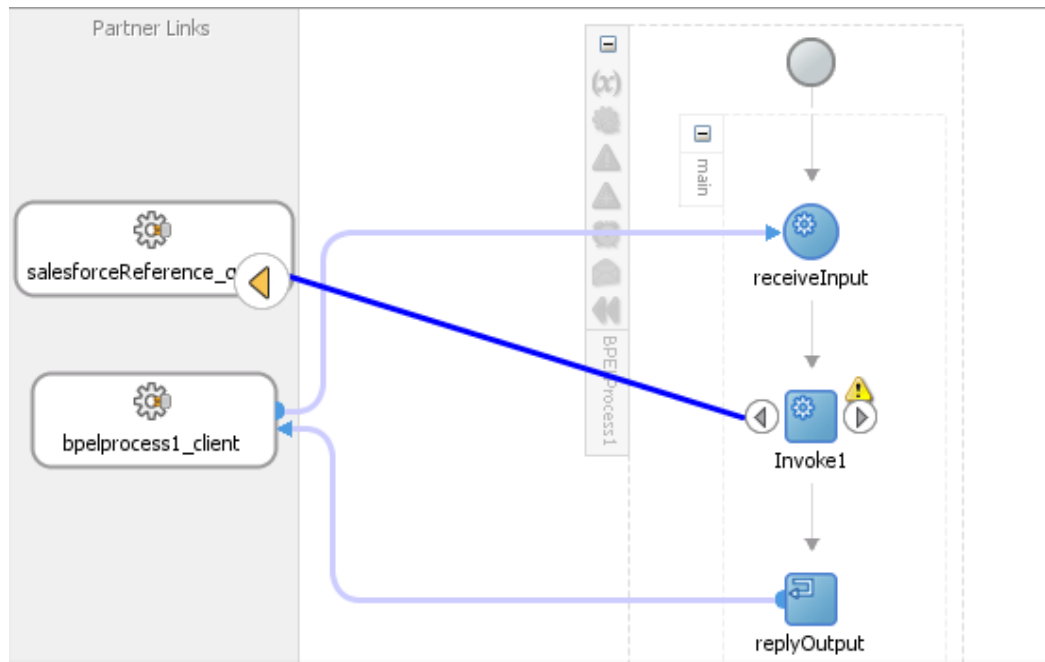 Partner Links
(x)
main
salesforceReference_
receiveInput
BPELProcess1
bpelprocess1_client
Invoke1
replyOutput